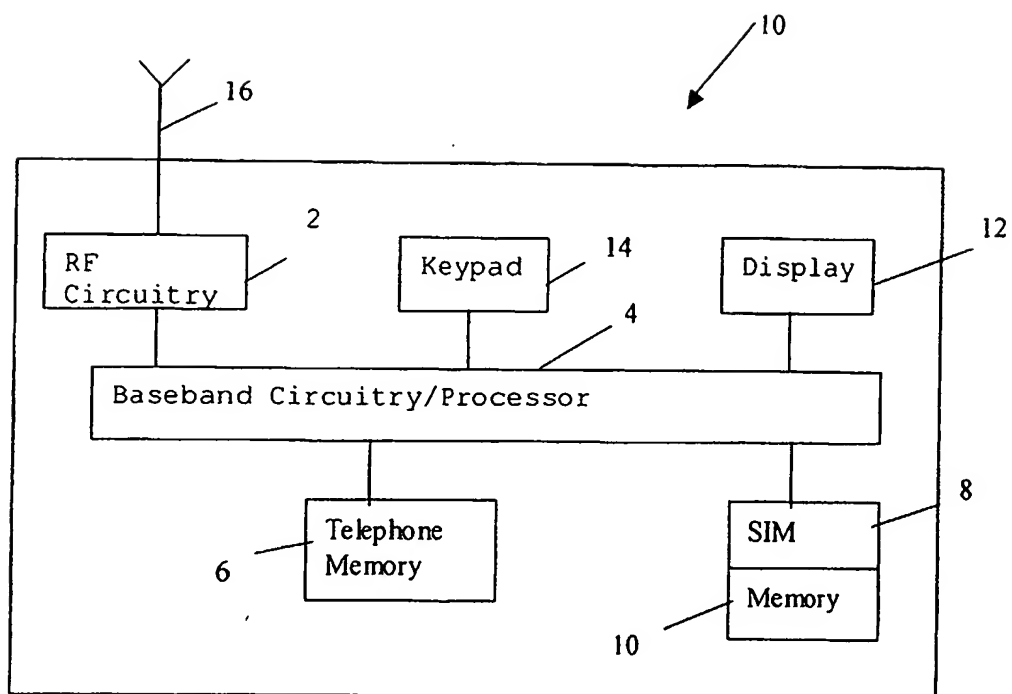 10
16
2
RF
Circuitry
Keypad
14
Display
12
4
Baseband Circuitry/Processor
Telephone
Memory
6
SIM
8
Memory
10